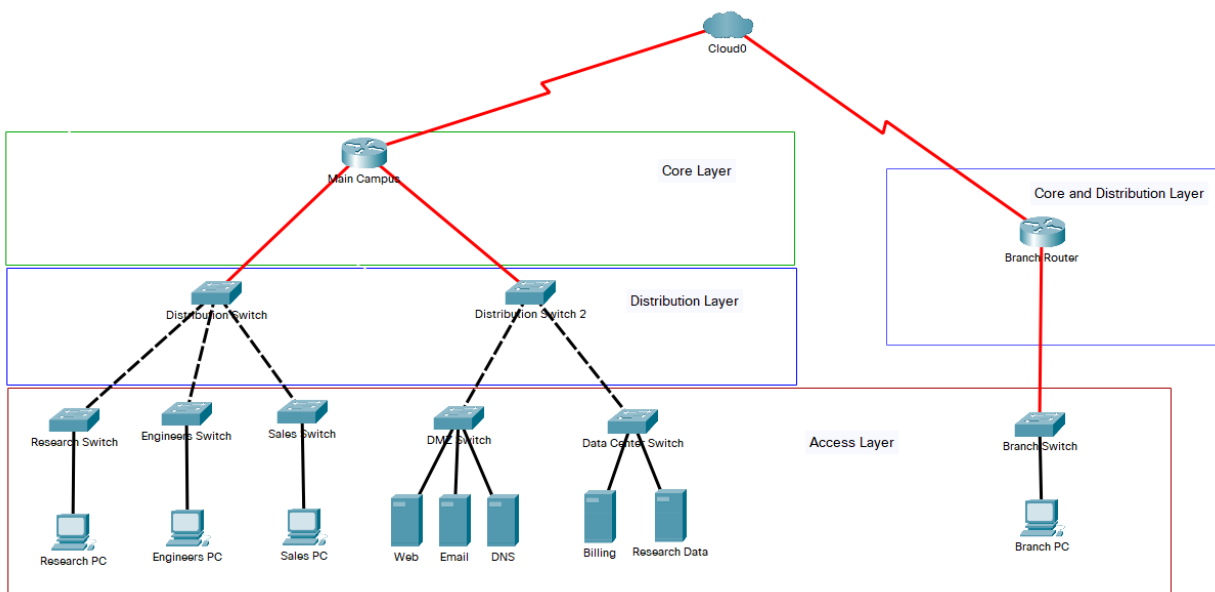 Cloud0
Main Campus
Core Layer
Core and Distribution Layer
Branch Router
Distribution Switch
Distribution Switch 2
Distribution Layer
Research Switch
Engineers Switch
Sales Switch
DMZ Switch
Data Center Switch
Access Layer
Branch Switch
Research PC
Engineers PC
Sales PC
Web
Email
DNS
Billing
Research Data
Branch PC